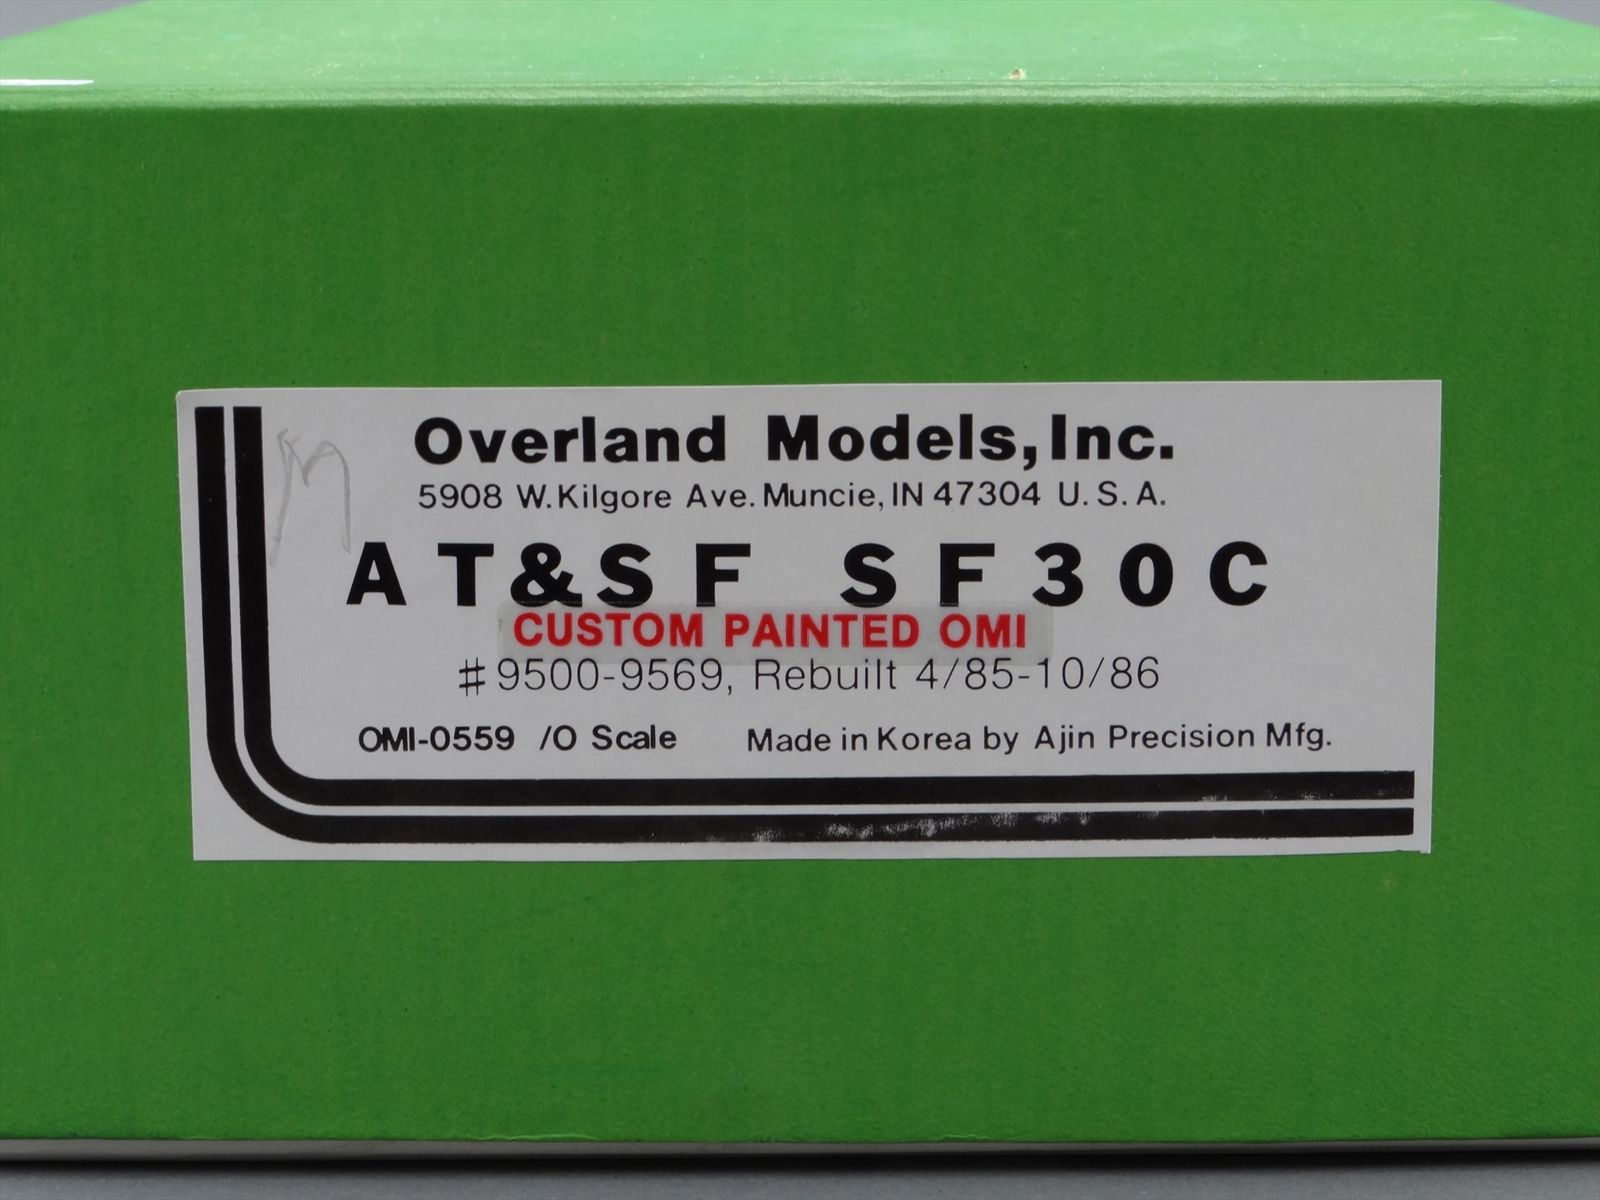 M
Overland Models, Inc.
5908 W. Kilgore Ave. Muncie, IN 47304 U. S. A.
AT&SF SF30C
CUSTOM PAINTED OMI
#9500-9569, Rebuilt 4/85-10/86
OMI-0559 /O Scale Made in Korea by Ajin Precision Mfg.